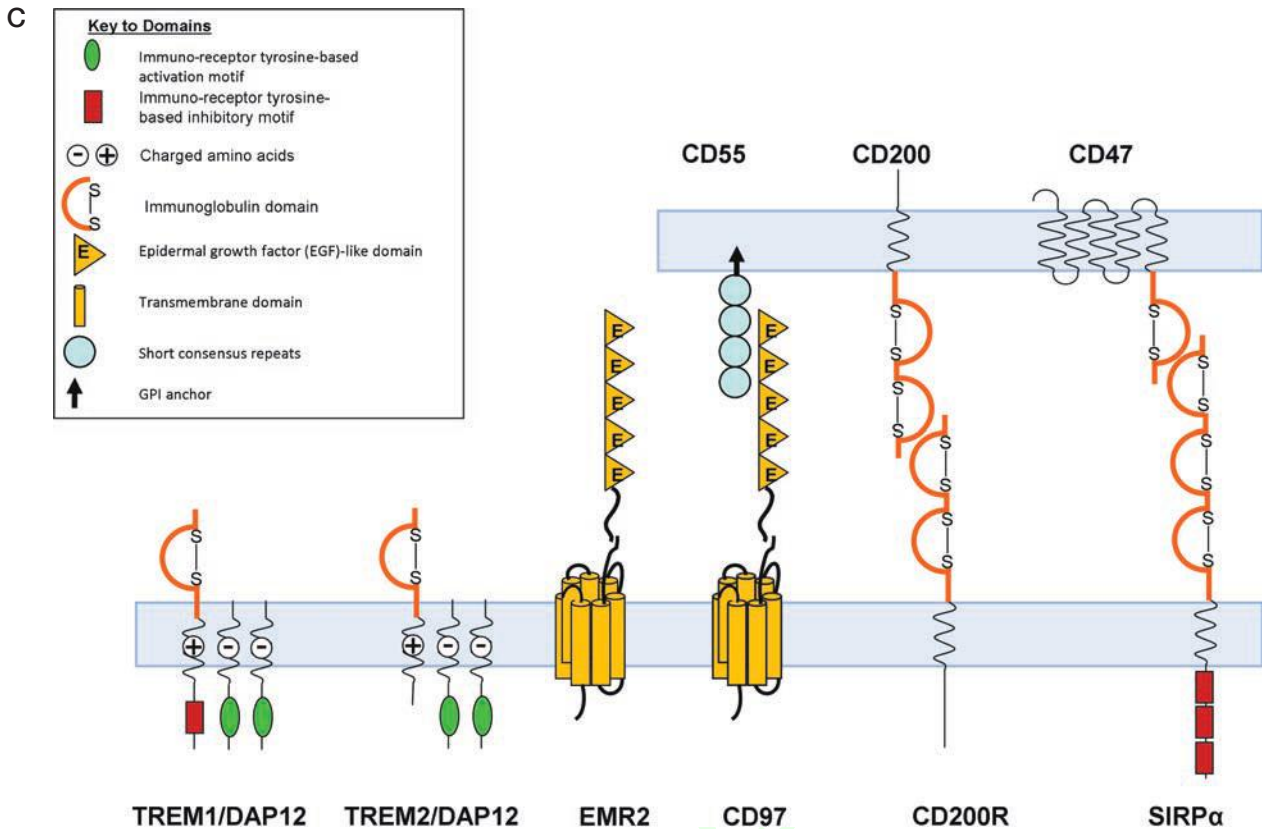 C
Key to Domains
Immuno-receptor tyrosine-based
activation motif
Immuno-receptor tyrosine-
based inhibitory motif
- + Charged amino acids
S
S
Immunoglobulin domain
E Epidermal growth factor (EGF)-like domain
Transmembrane domain
Short consensus repeats
GPI anchor
CD55 CD200 CD47
S S
S S
S S
S S
S S
S S
S S
S S
E E E E E
E E E E E
S S
S S
+ - -
+ - -
TREM1/DAP12 TREM2/DAP12 EMR2 CD97 CD200R SIRPα